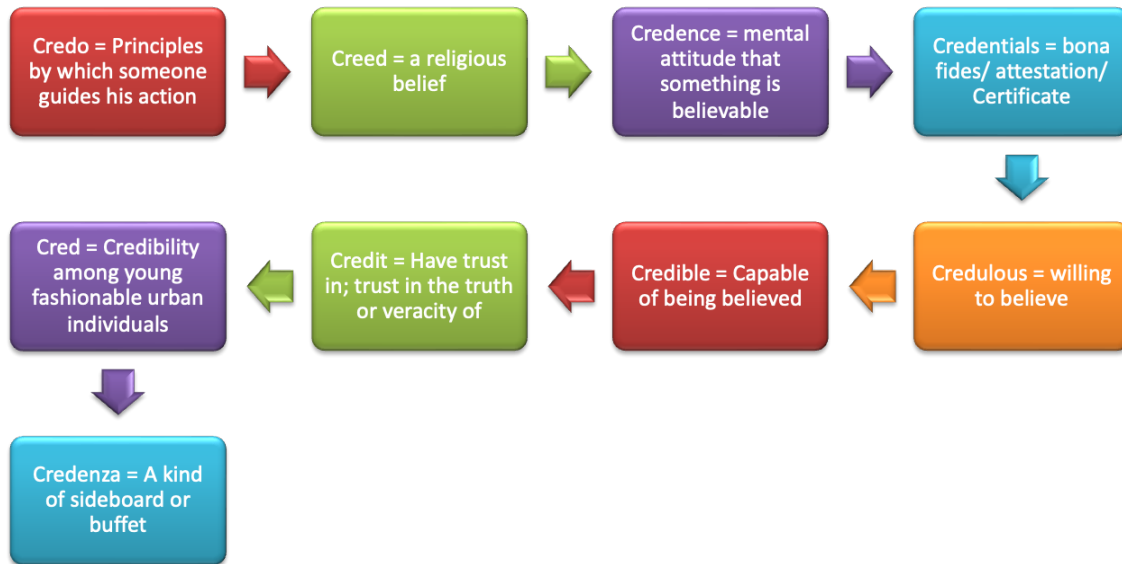 Credo = Principles
by which someone
guides his action
Creed = a religious
belief
Credence = mental
attitude that
something is
believable
Credentials = bona
fides/ attestation/
Certificate
Credulous = willing
to believe
Credible = Capable
of being believed
Credit = Have trust
in; trust in the truth
or veracity of
Cred = Credibility
among young
fashionable urban
individuals
Credenza = A kind
of sideboard or
buffet